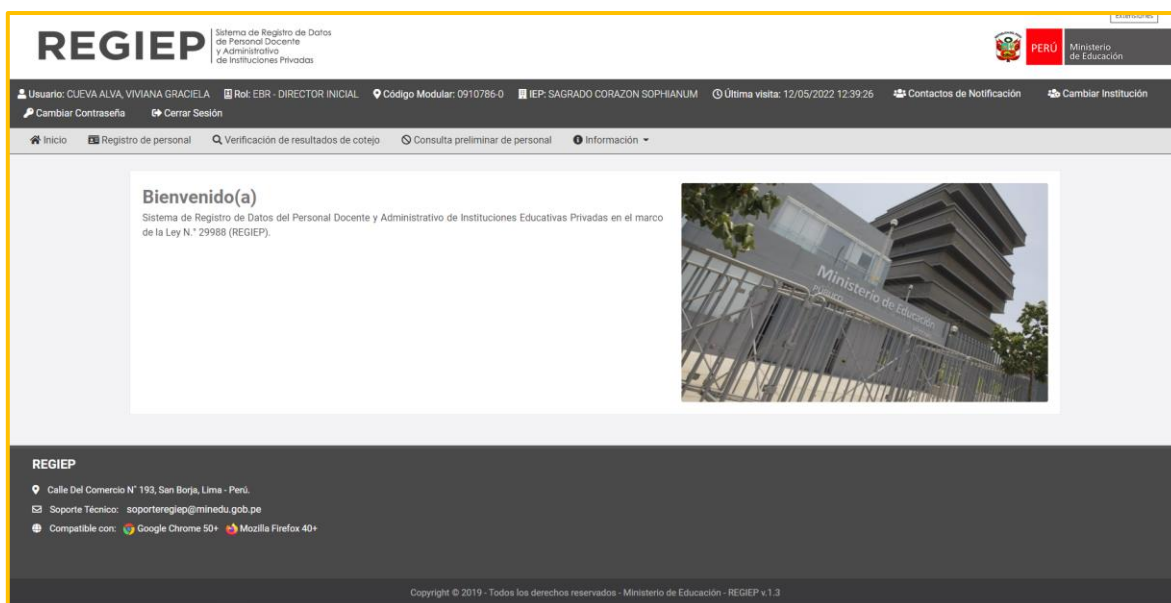 Extensiones
REGIEP
Sistema de Registro de Datos
de Personal Docente
y Administrativo
de Instituciones Privadas
PERÚ
Ministerio
de Educación
Usuario: CUEVA ALVA, VIVIANA GRACIELA Rol: EBR - DIRECTOR INICIAL Código Modular: 0910786-0 IEP: SAGRADO CORAZON SOPHIANUM Última visita: 12/05/2022 12:39:26 Contactos de Notificación Cambiar Institución
Cambiar Contraseña Cerrar Sesión
Inicio Registro de personal Verificación de resultados de cotejo Consulta preliminar de personal Información
Bienvenido(a)
Sistema de Registro de Datos del Personal Docente y Administrativo de Instituciones Educativas Privadas en el marco
de la Ley N.° 29988 (REGIEP).
Ministerio de Educación
REGIEP
Calle Del Comercio N° 193, San Borja, Lima - Perú.
Soporte Técnico: soporteregiep@minedu.gob.pe
Compatible con: Google Chrome 50+ Mozilla Firefox 40+
Copyright © 2019 - Todos los derechos reservados - Ministerio de Educación - REGIEP v.1.3